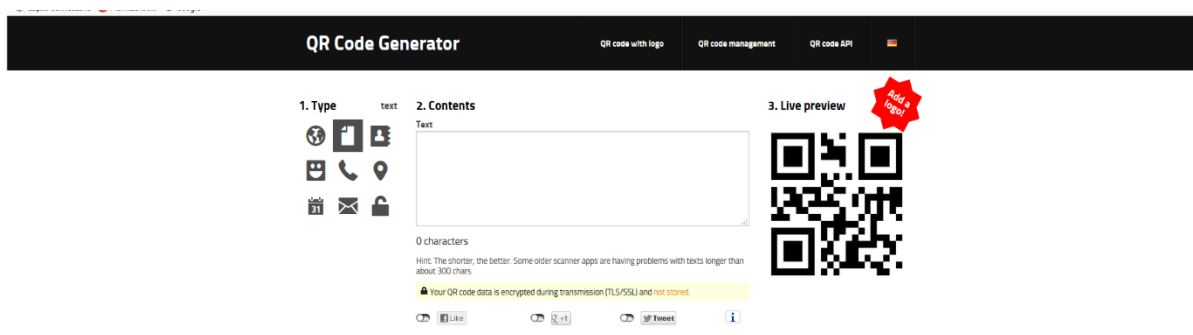 QR Code Generator
QR code with logo
QR code management
QR code API
1. Type
text
2. Contents
3. Live preview
Add a
logo!
Text
31
0 characters
Hint: The shorter, the better. Some older scanner apps are having problems with texts longer than
about 300 chars.
Your QR code data is encrypted during transmission (TLS/SSL) and not stored.
Like
+1
Tweet
i